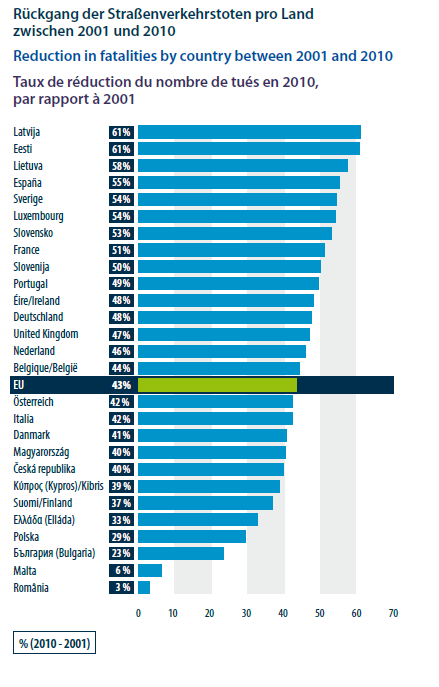 Rückgang der Straßenverkehrstoten pro Land
zwischen 2001 und 2010
Reduction in fatalities by country between 2001 and 2010
Taux de réduction du nombre de tués en 2010,
par rapport à 2001
Latvija 61%
Eesti 61%
Lietuva 58%
España 55%
Sverige 54%
Luxembourg 54%
Slovensko 53%
France 51%
Slovenija 50%
Portugal 49%
Éire/Ireland 48%
Deutschland 48%
United Kingdom 47%
Nederland 46%
Belgique/België 44%
EU 43%
Österreich 42%
Italia 42%
Danmark 41%
Magyarország 40%
Česká republika 40%
Κύπρος (Kypros)/Kibris 39 %
Suomi/Finland 37 %
Ελλάδα (Elláda) 33%
Polska 29%
България (Bulgaria) 23%
Malta 6 %
România 3 %
0 10 20 30 40 50 60 70
% (2010 - 2001)